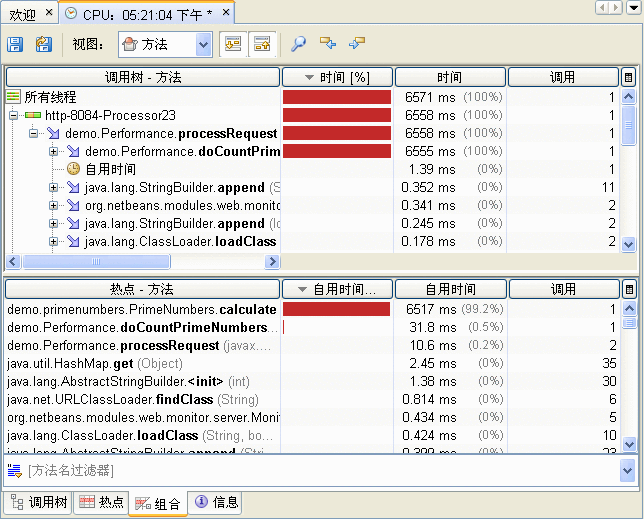 欢迎 CPU: 05:21:04 下午 *
视图: 方法
调用树 - 方法 时间 [%] 时间 调用
所有线程 6571 ms (100%) 1
http-8084-Processor23 6558 ms (100%) 1
demo.Performance.processRequest 6558 ms (100%) 1
demo.Performance.doCountPrim 6555 ms (100%) 1
自用时间 1.39 ms (0%) 1
java.lang.StringBuilder.append (S 0.352 ms (0%) 11
org.netbeans.modules.web.monito 0.341 ms (0%) 2
java.lang.StringBuilder.append (lo 0.245 ms (0%) 2
java.lang.ClassLoader.loadClass 0.178 ms (0%) 2
热点 - 方法 自用时间... 自用时间 调用
demo.primenumbers.PrimeNumbers.calculate 6517 ms (99.2%) 1
demo.Performance.doCountPrimeNumbers... 31.8 ms (0.5%) 1
demo.Performance.processRequest (javax.... 10.6 ms (0.2%) 2
java.util.HashMap.get (Object) 2.45 ms (0%) 35
java.lang.AbstractStringBuilder.<init> (int) 1.38 ms (0%) 30
java.net.URLClassLoader.findClass (String) 0.814 ms (0%) 6
org.netbeans.modules.web.monitor.server.Moni 0.434 ms (0%) 5
java.lang.ClassLoader.loadClass (String, bo... 0.424 ms (0%) 10
java.lang.AbstractStringBuilder.append (Stri
[方法名过滤器]
调用树 热点 组合 信息